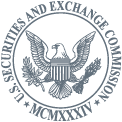 U.S. SECURITIES AND EXCHANGE COMMISSION
MCMXXXIV